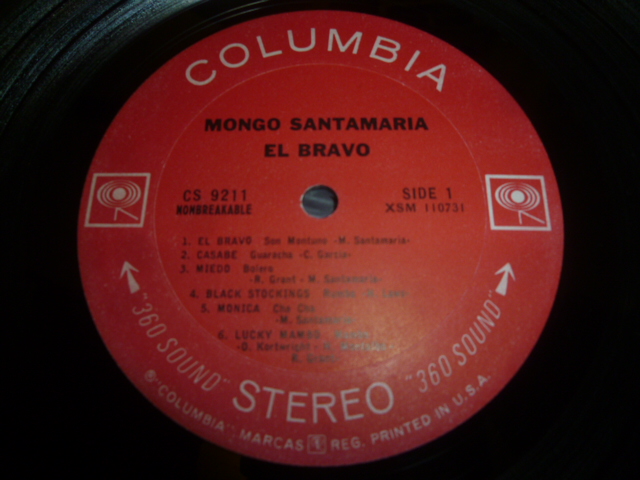 COLUMBIA
MONGO SANTAMARIA
EL BRAVO
CS 9211
NONBREAKABLE
SIDE 1
XSM 110731
1. EL BRAVO Son Montuno -M. Santamaria-
2. CASABE Guaracha -C. Garcia-
3. MIEDO Bolero
-R. Grant - M. Santamaria-
4. BLACK STOCKINGS
5. MONICA Cha Cha
6. LUCKY
"360 SOUND" STEREO "360 SOUND"
® "COLUMBIA" MARCAS REG. PRINTED IN U.S.A.